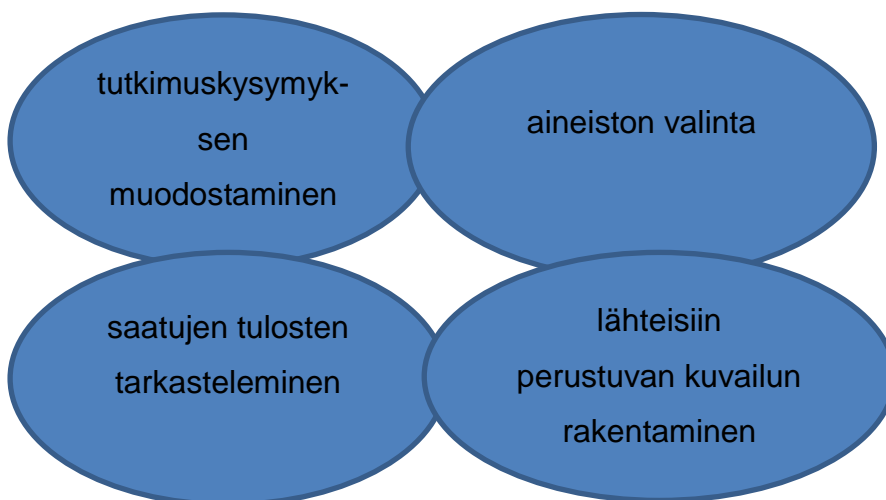 tutkimuskysymyk-
sen
muodostaminen
aineiston valinta
saatujen tulosten
tarkasteleminen
lähteisiin
perustuvan kuvailun
rakentaminen